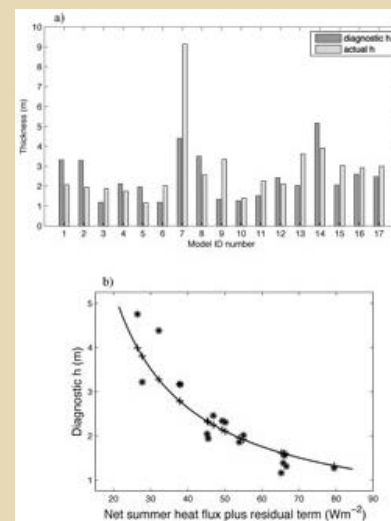 a)
diagnostic h
actual h
10
9
8
7
6
5
4
3
2
1
0
Thickness (m)
1 2 3 4 5 6 7 8 9 10 11 12 13 14 15 16 17
Model ID number
b)
5
4
3
2
1
Diagnostic h (m)
20 30 40 50 60 70 80 90
Net summer heat flux plus residual term (Wm⁻²)